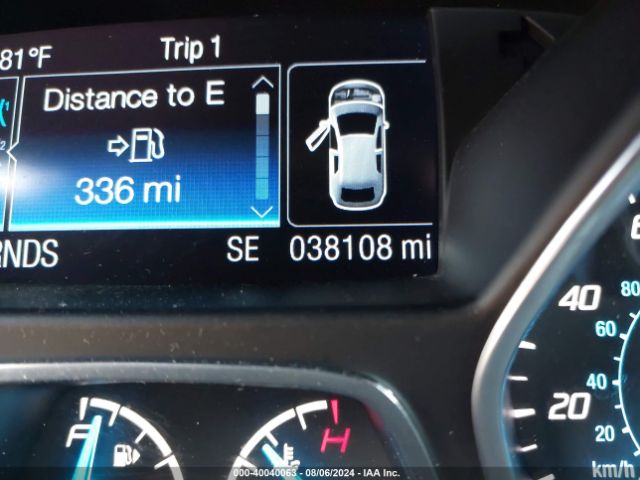 81°F
Trip 1
Distance to E
336 mi
RNDS
SE
038108 mi
F
H
40
20
80
60
40
20
km/h
000-40040063 - 08/06/2024 - IAA Inc.